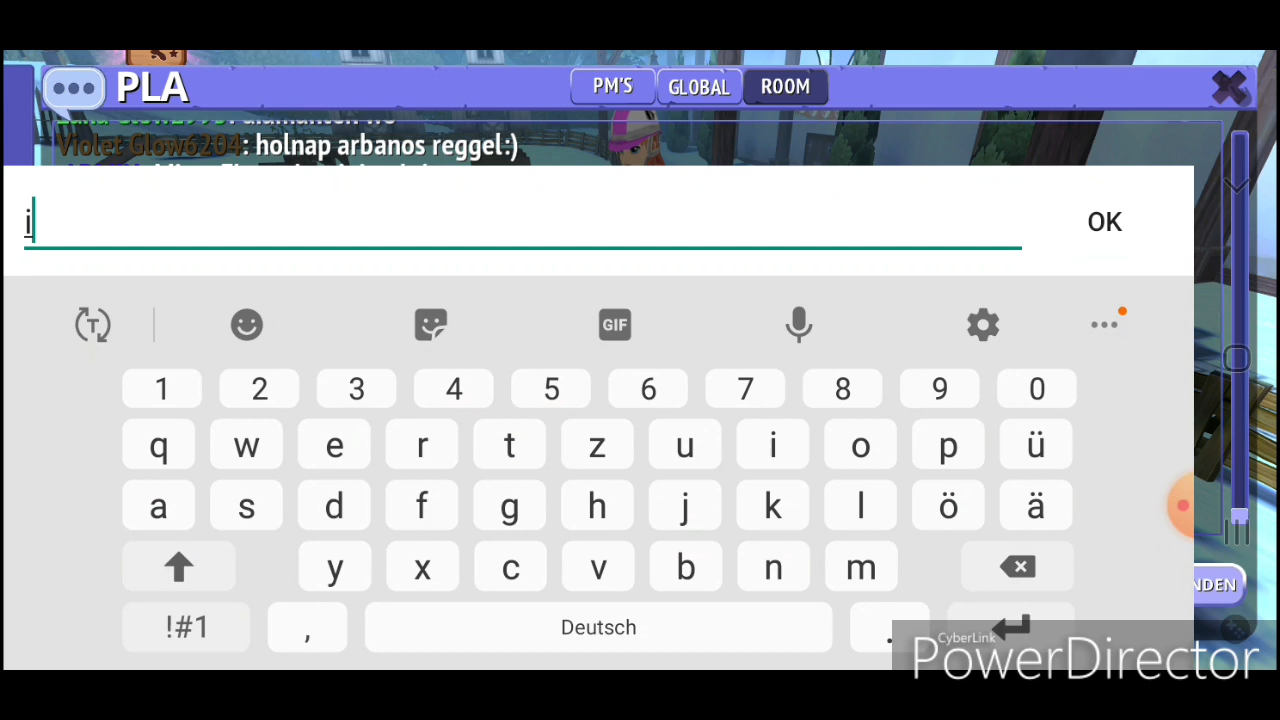 PLA
PM'S GLOBAL ROOM
Violet Glow6204: holnap arbanos reggel:)
i
OK
T GIF
1 2 3 4 5 6 7 8 9 0
q w e r t z u i o p ü
a s d f g h j k l ö ä
y x c v b n m
NDEN
!#1 , Deutsch .
CyberLink
PowerDirector